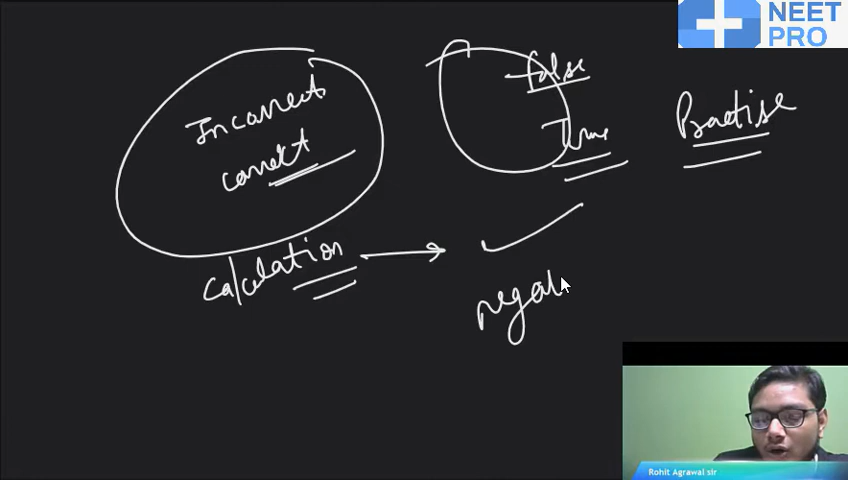 NEET
PRO
Incorrect
correct
false
True
Practise
Calculation →
✓
negat
Rohit Agrawal sir